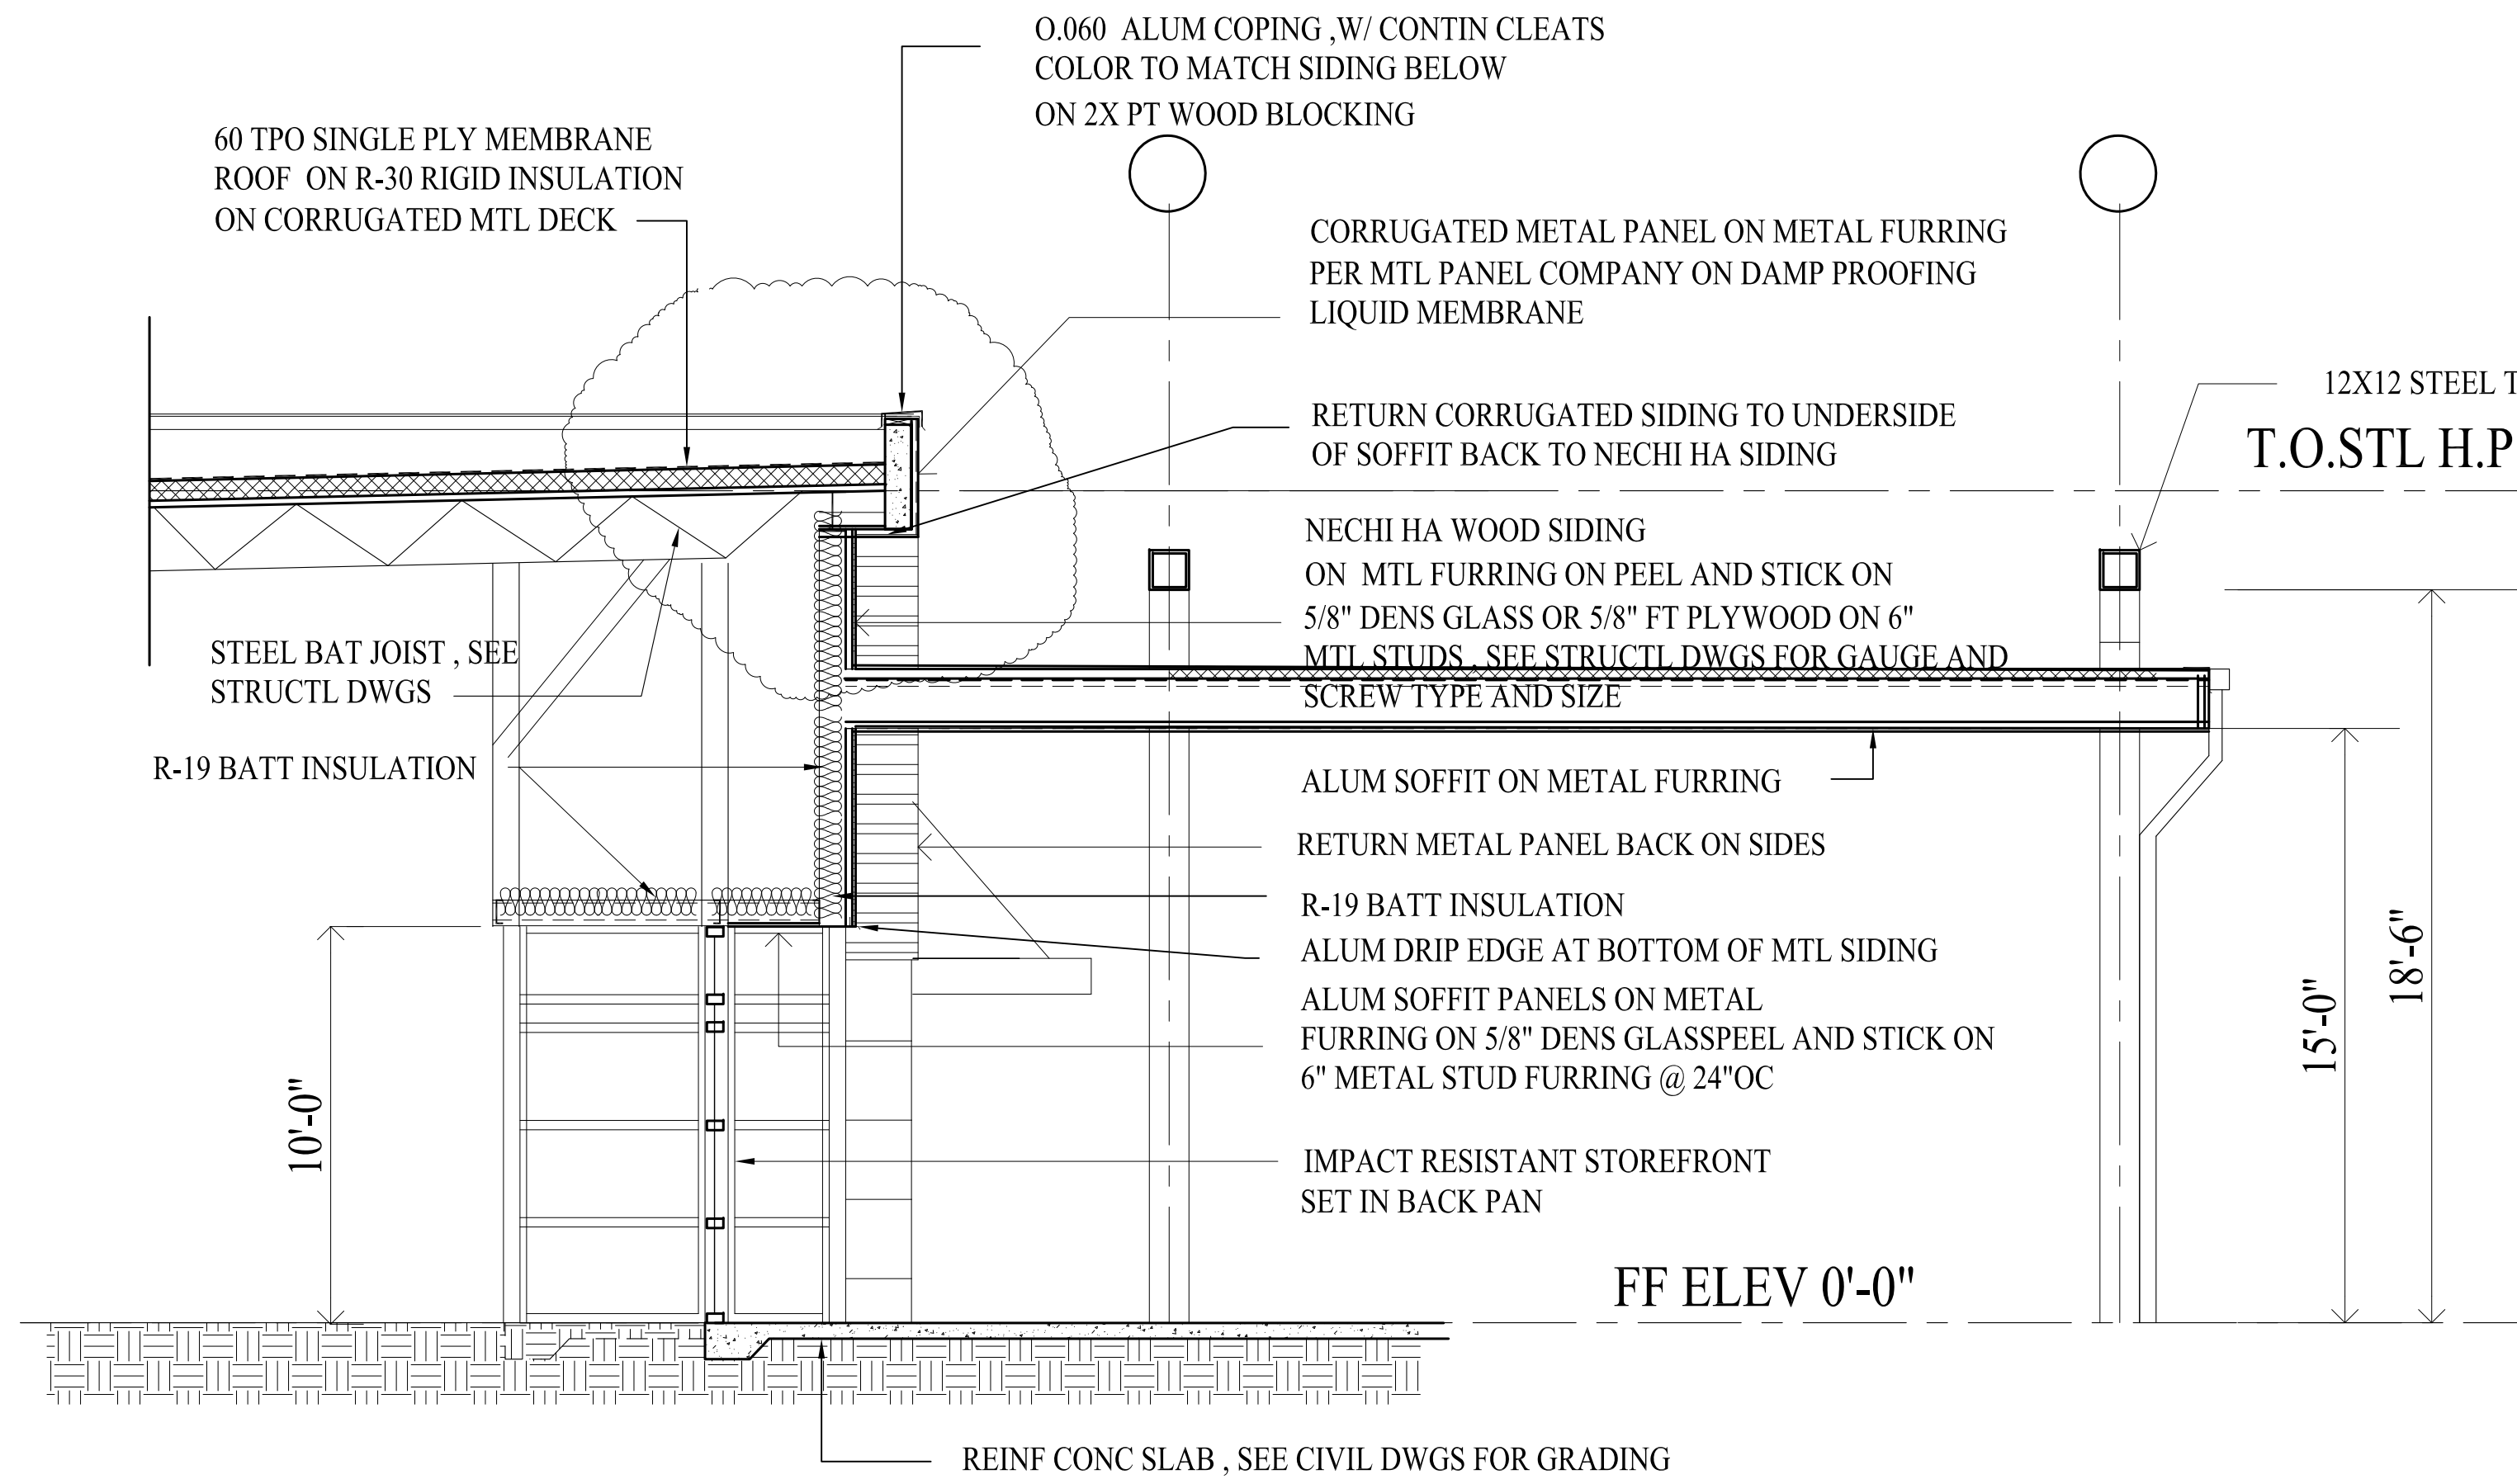 O.060 ALUM COPING ,W/ CONTIN CLEATS
COLOR TO MATCH SIDING BELOW
ON 2X PT WOOD BLOCKING
60 TPO SINGLE PLY MEMBRANE
ROOF ON R-30 RIGID INSULATION
ON CORRUGATED MTL DECK
CORRUGATED METAL PANEL ON METAL FURRING
PER MTL PANEL COMPANY ON DAMP PROOFING
LIQUID MEMBRANE
12X12 STEEL T
RETURN CORRUGATED SIDING TO UNDERSIDE
OF SOFFIT BACK TO NECHI HA SIDING
T.O.STL H.P
NECHI HA WOOD SIDING
ON MTL FURRING ON PEEL AND STICK ON
5/8" DENS GLASS OR 5/8" FT PLYWOOD ON 6"
MTL STUDS , SEE STRUCTL DWGS FOR GAUGE AND
SCREW TYPE AND SIZE
STEEL BAT JOIST , SEE
STRUCTL DWGS
R-19 BATT INSULATION
ALUM SOFFIT ON METAL FURRING
RETURN METAL PANEL BACK ON SIDES
R-19 BATT INSULATION
ALUM DRIP EDGE AT BOTTOM OF MTL SIDING
ALUM SOFFIT PANELS ON METAL
FURRING ON 5/8" DENS GLASSPEEL AND STICK ON
6" METAL STUD FURRING @ 24"OC
10'-0"
15'-0"
18'-6"
IMPACT RESISTANT STOREFRONT
SET IN BACK PAN
FF ELEV 0'-0"
REINF CONC SLAB , SEE CIVIL DWGS FOR GRADING